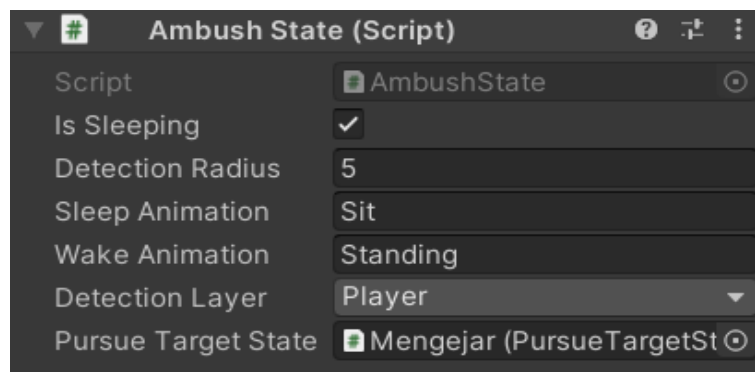 # Ambush State (Script)
Script # AmbushState
Is Sleeping
Detection Radius 5
Sleep Animation Sit
Wake Animation Standing
Detection Layer Player
Pursue Target State # Mengejar (PursueTargetSt